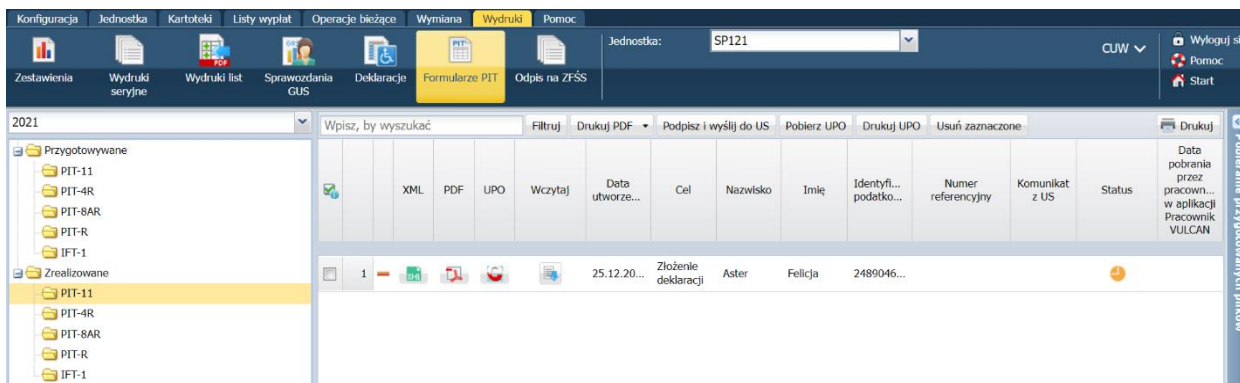 Konfiguracja Jednostka Kartoteki Listy wypłat Operacje bieżące Wymiana Wydruki Pomoc
Zestawienia
Wydruki
seryjne
PDF
Wydruki list
Sprawozdania
GUS
Deklaracje
PIT
Formularze PIT
Odpis na ZFŚS
Jednostka: SP121
CUW
Wyloguj si
Pomoc
Start
2021
Przygotowywane
PIT-11
PIT-4R
PIT-8AR
PIT-R
IFT-1
Zrealizowane
PIT-11
PIT-4R
PIT-8AR
PIT-R
IFT-1
Wpisz, by wyszukać Filtruj Drukuj PDF Podpisz i wyślij do US Pobierz UPO Drukuj UPO Usuń zaznaczone Drukuj
XML
PDF
UPO
Wczytaj
Data
utworze...
Cel
Nazwisko
Imię
Identyfi...
podatko...
Numer
referencyjny
Komunikat
z US
Status
Data
pobrania
przez
pracown...
w aplikacji
Pracownik
VULCAN
1
25.12.20...
Złożenie
deklaracji
Aster
Felicja
2489046...
Pobieranie przygotowanych plików